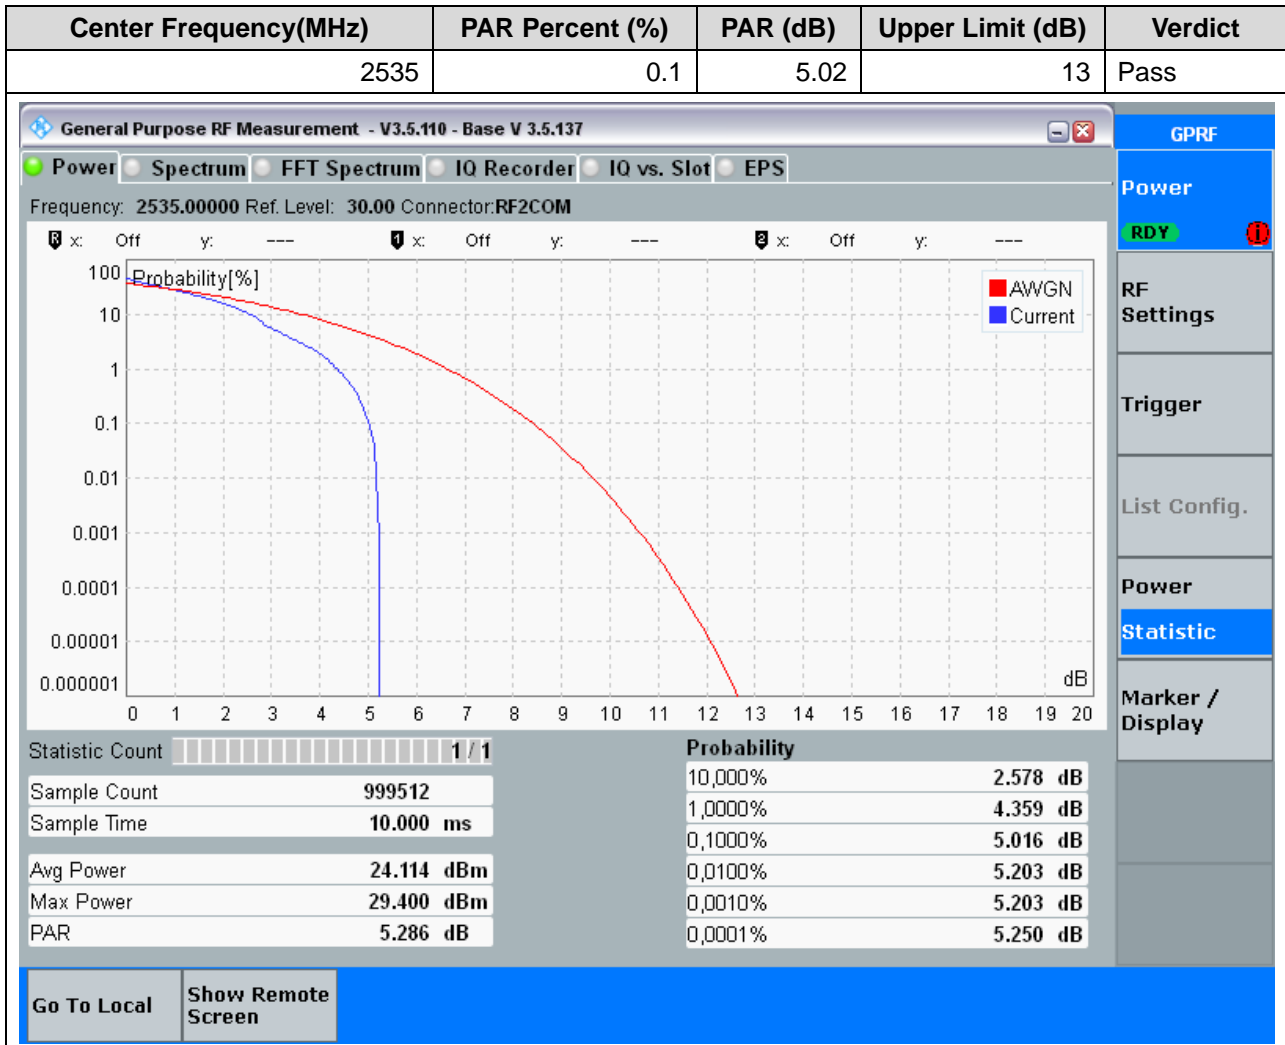 Center Frequency(MHz) PAR Percent (%) PAR (dB) Upper Limit (dB) Verdict
2535 0.1 5.02 13 Pass
General Purpose RF Measurement - V3.5.110 - Base V 3.5.137
GPRF
Power Spectrum FFT Spectrum IQ Recorder IQ vs. Slot EPS
Power
RDY
Frequency: 2535.00000 Ref. Level: 30.00 Connector:RF2COM
R x: Off y: --- 1 x: Off y: --- 2 x: Off y: ---
Probability[%]
AWGN
Current
100
10
1
0.1
0.01
0.001
0.0001
0.00001
0.000001
dB
0 1 2 3 4 5 6 7 8 9 10 11 12 13 14 15 16 17 18 19 20
RF
Settings
Trigger
List Config.
Power
Statistic
Marker /
Display
Statistic Count 1 / 1
Sample Count 999512
Sample Time 10.000 ms
Avg Power 24.114 dBm
Max Power 29.400 dBm
PAR 5.286 dB
Probability
10,000% 2.578 dB
1,0000% 4.359 dB
0,1000% 5.016 dB
0,0100% 5.203 dB
0,0010% 5.203 dB
0,0001% 5.250 dB
Go To Local
Show Remote
Screen